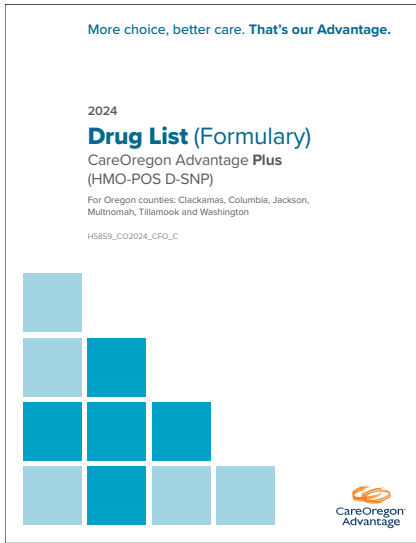 More choice, better care. That's our Advantage.
2024
Drug List (Formulary)
CareOregon Advantage Plus
(HMO-POS D-SNP)
For Oregon counties: Clackamas, Columbia, Jackson,
Multnomah, Tillamook and Washington
H5859_CO2024_CFO_C
CareOregon®
Advantage